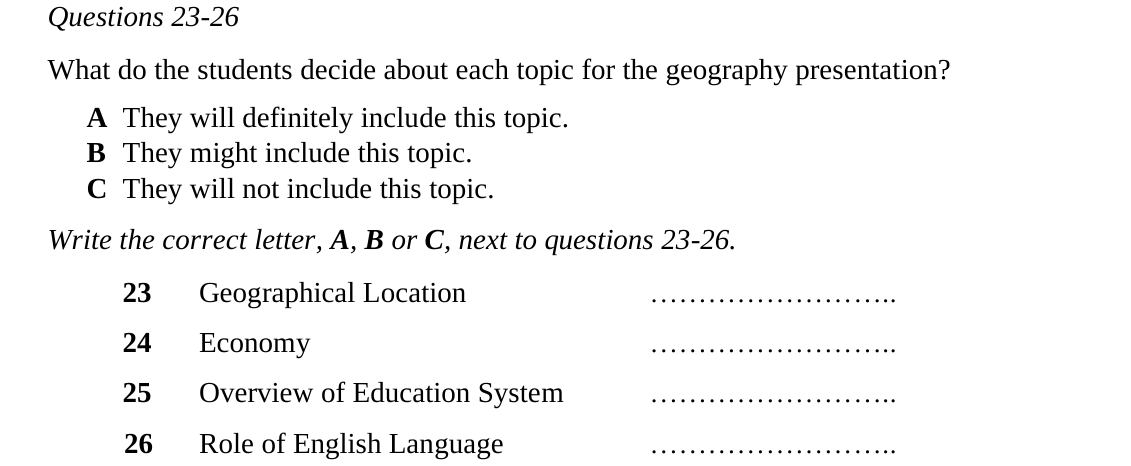 Questions 23-26
What do the students decide about each topic for the geography presentation?
A They will definitely include this topic.
B They might include this topic.
C They will not include this topic.
Write the correct letter, A, B or C, next to questions 23-26.
23 Geographical Location ……………………..
24 Economy ……………………..
25 Overview of Education System ……………………..
26 Role of English Language ……………………..